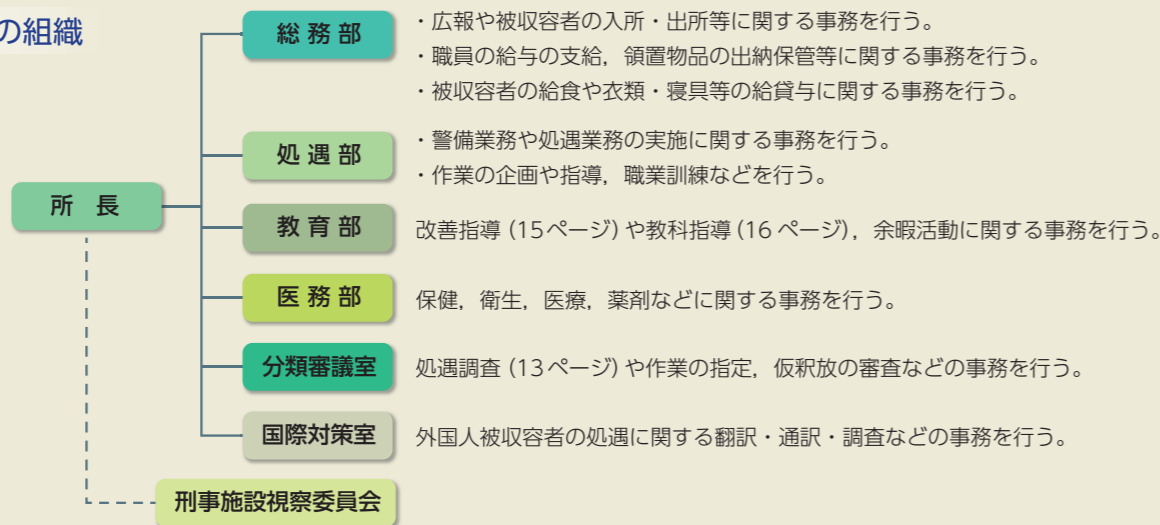 の組織
総務部
・広報や被収容者の入所・出所等に関する事務を行う。
・職員の給与の支給，領置物品の出納保管等に関する事務を行う。
・被収容者の給食や衣類・寝具等の給貸与に関する事務を行う。
処遇部
・警備業務や処遇業務の実施に関する事務を行う。
・作業の企画や指導，職業訓練などを行う。
所　長
教育部
改善指導（15ページ）や教科指導（16 ページ），余暇活動に関する事務を行う。
医務部
保健，衛生，医療，薬剤などに関する事務を行う。
分類審議室
処遇調査（13ページ）や作業の指定，仮釈放の審査などの事務を行う。
国際対策室
外国人被収容者の処遇に関する翻訳・通訳・調査などの事務を行う。
刑事施設視察委員会